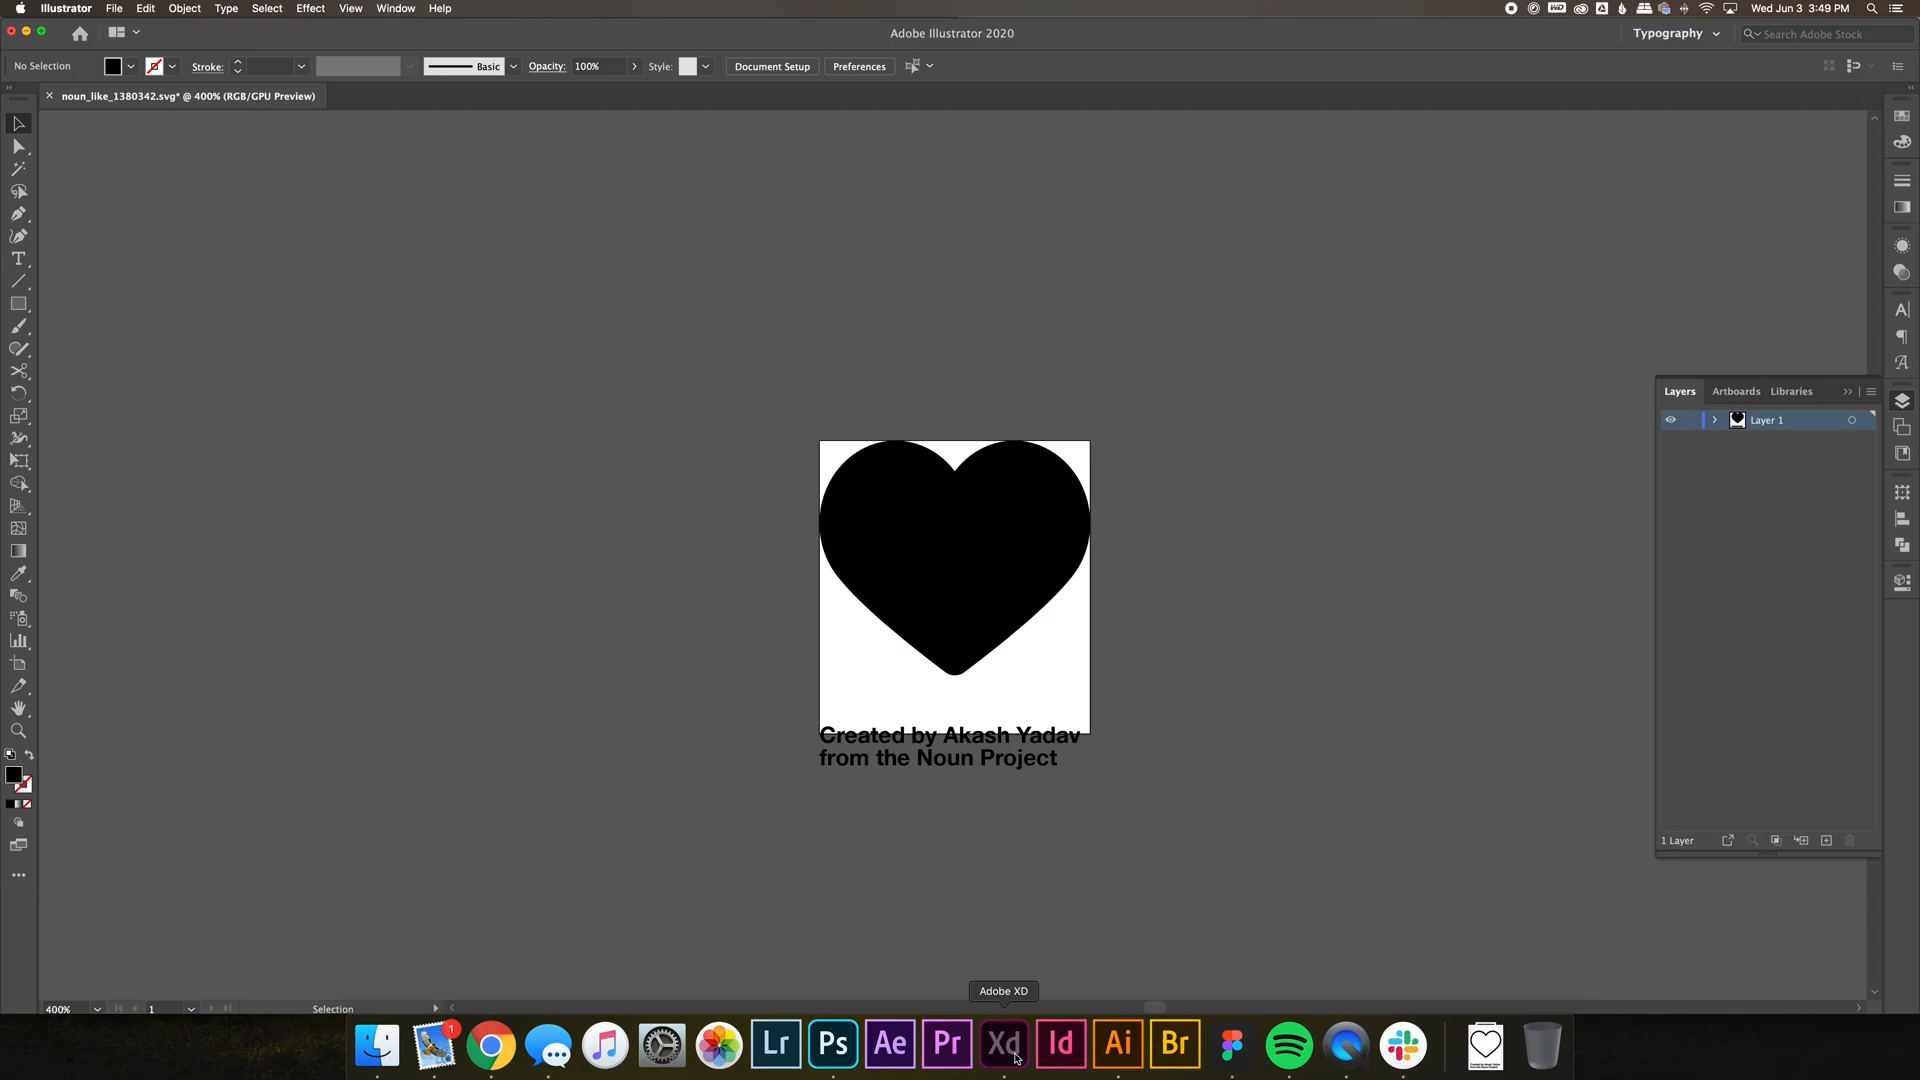 Illustrator File Edit Object Type Select Effect View Window Help
Wed Jun 3 3:49 PM
Adobe Illustrator 2020
Typography
Search Adobe Stock
No Selection
Stroke:
Basic
Opacity: 100%
Style:
Document Setup
Preferences
noun_like_1380342.svg* @ 400% (RGB/GPU Preview)
Layers Artboards Libraries
Layer 1
Created by Akash Yadav
from the Noun Project
1 Layer
Adobe XD
400%
1
Selection
1
Lr Ps Ae Pr Xd Id Ai Br